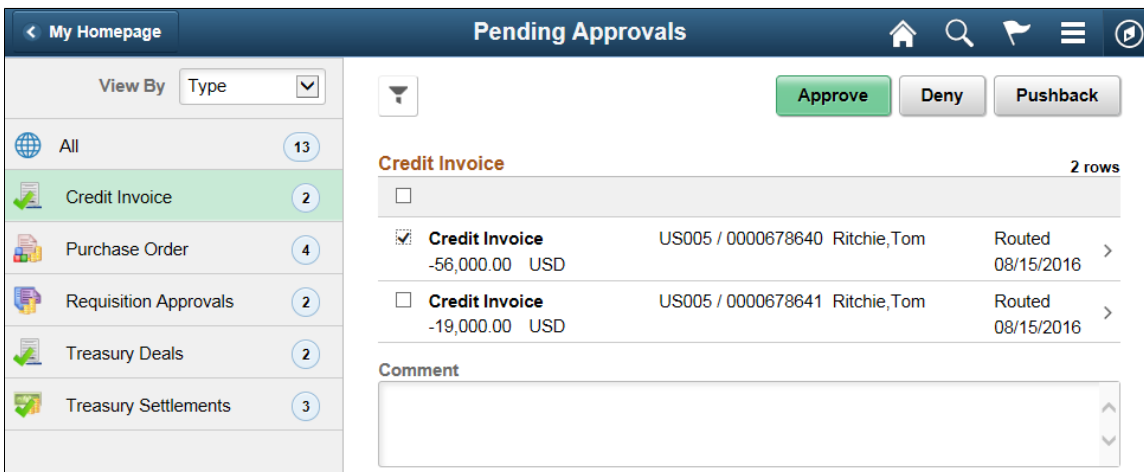 My Homepage
Pending Approvals
View By Type
All 13
Credit Invoice 2
Purchase Order 4
Requisition Approvals 2
Treasury Deals 2
Treasury Settlements 3
Approve Deny Pushback
Credit Invoice
2 rows
Credit Invoice US005 / 0000678640 Ritchie,Tom Routed
-56,000.00 USD 08/15/2016
Credit Invoice US005 / 0000678641 Ritchie,Tom Routed
-19,000.00 USD 08/15/2016
Comment